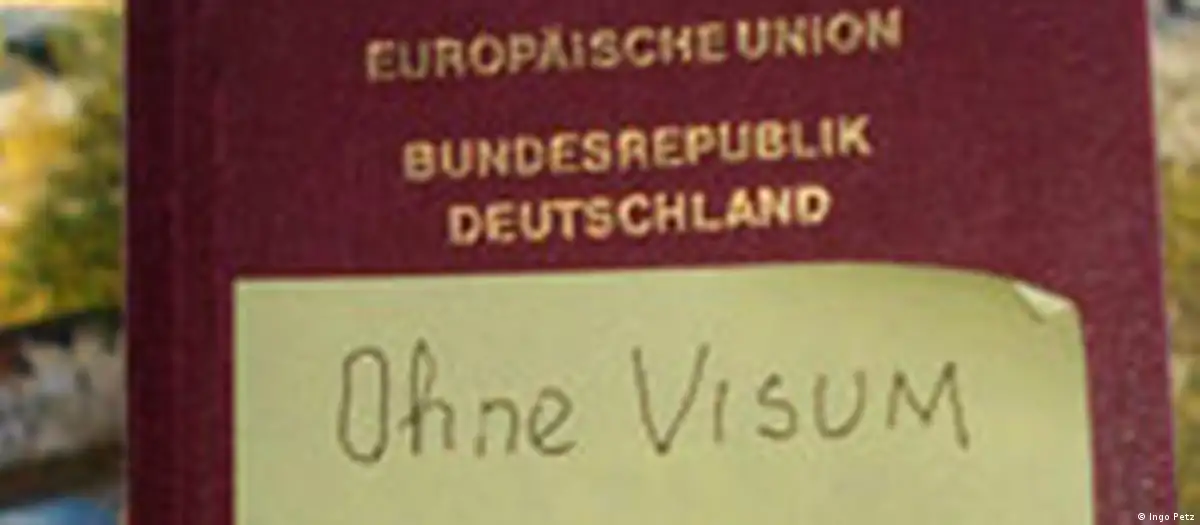 EUROPÄISCHE UNION
BUNDESREPUBLIK
DEUTSCHLAND
Ohne VISUM
© Ingo Petz